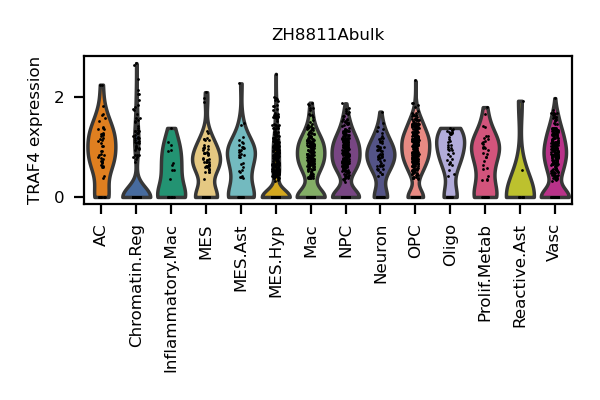 ZH8811Abulk
TRAF4 expression
2
0
AC
Chromatin.Reg
Inflammatory.Mac
MES
MES.Ast
MES.Hyp
Mac
NPC
Neuron
OPC
Oligo
Prolif.Metab
Reactive.Ast
Vasc